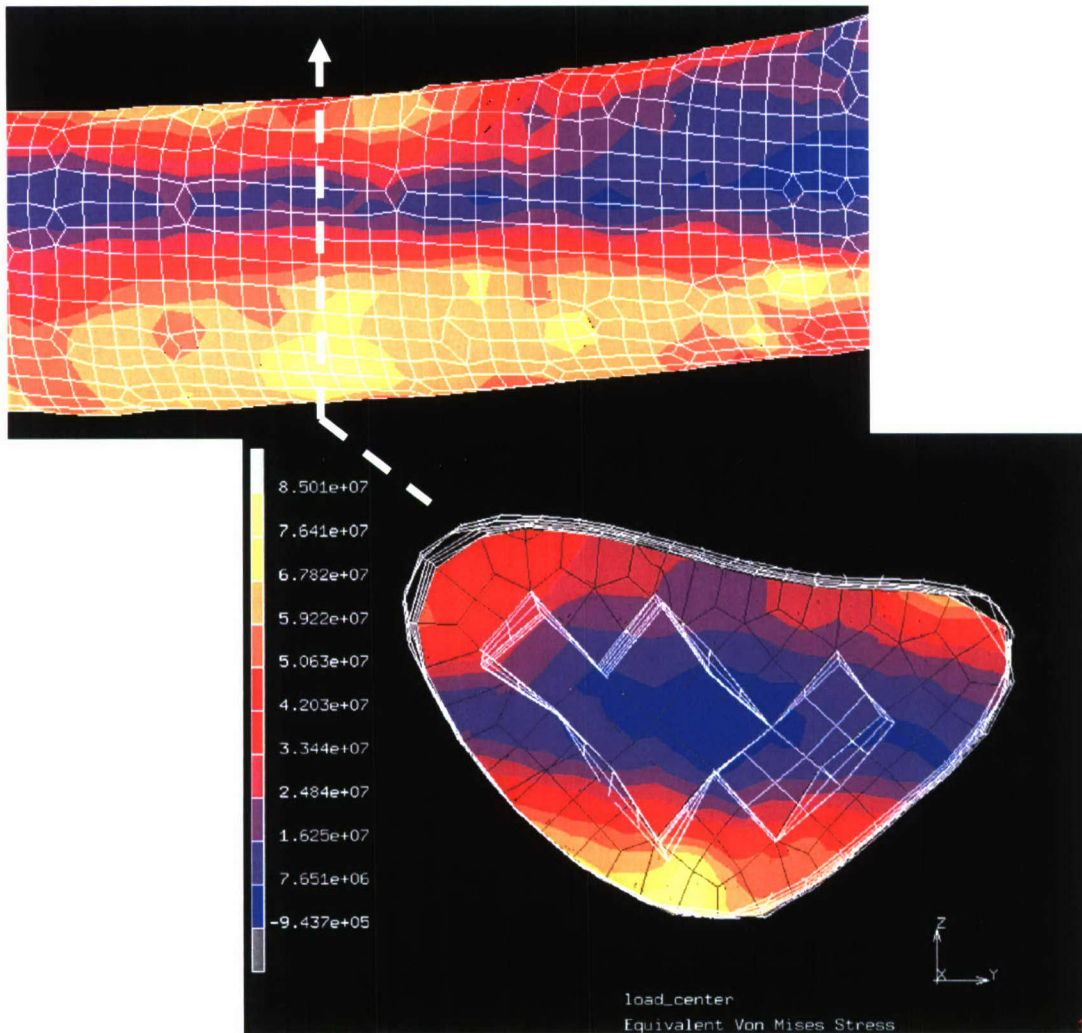 8.501e+07
7.641e+07
6.782e+07
5.922e+07
5.063e+07
4.203e+07
3.344e+07
2.484e+07
1.625e+07
7.651e+06
-9.437e+05
Z
X
Y
load_center
Equivalent Von Mises Stress